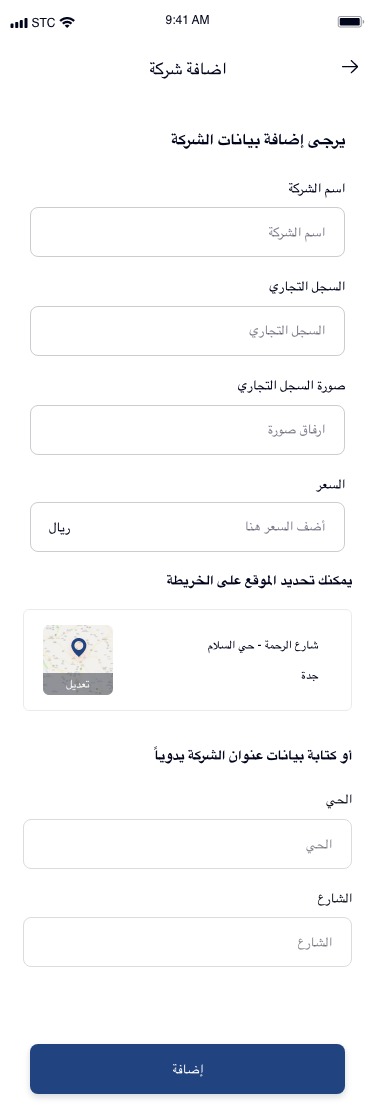 STC
9:41 AM
اضافة شركة
يرجى إضافة بيانات الشركة
اسم الشركة
اسم الشركة
السجل التجاري
السجل التجاري
صورة السجل التجاري
ارفاق صورة
السعر
أضف السعر هنا
ريال
يمكنك تحديد الموقع على الخريطة
شارع الرحمة - حي السلام
جدة
تعديل
أو كتابة بيانات عنوان الشركة يدوياً
الحي
الحي
الشارع
الشارع
إضافة